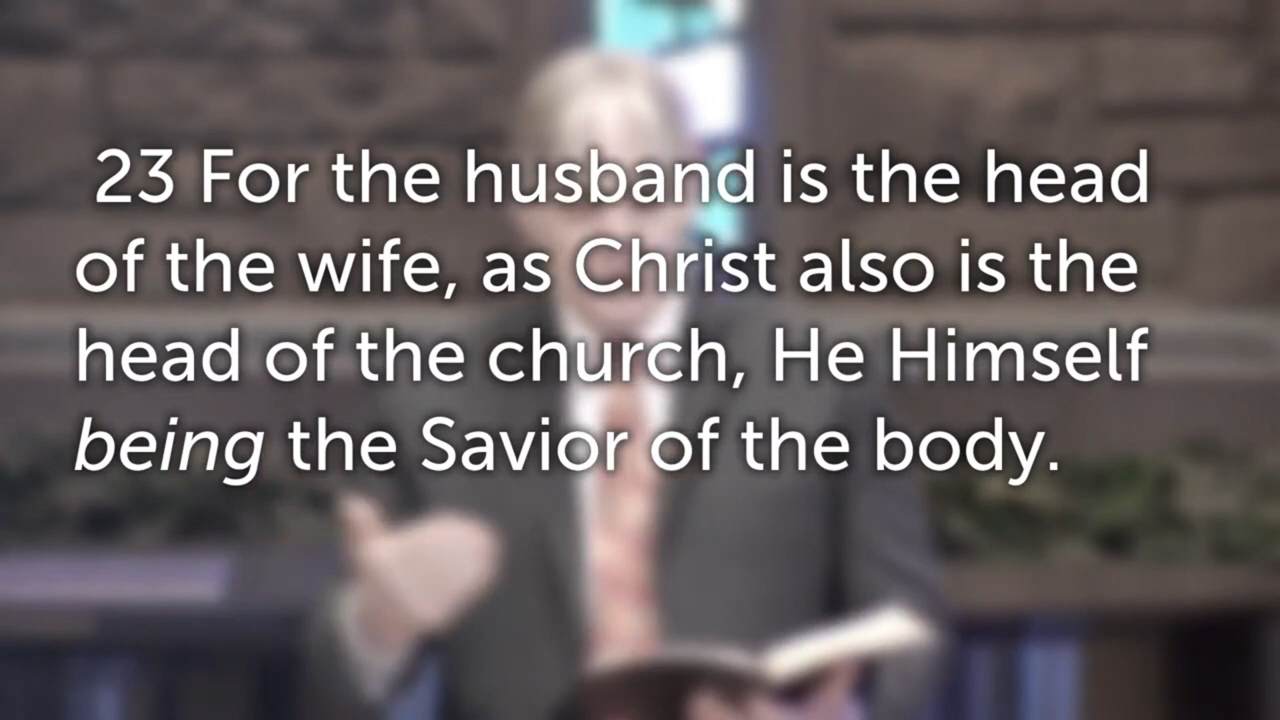 23 For the husband is the head
of the wife, as Christ also is the
head of the church, He Himself
being the Savior of the body.